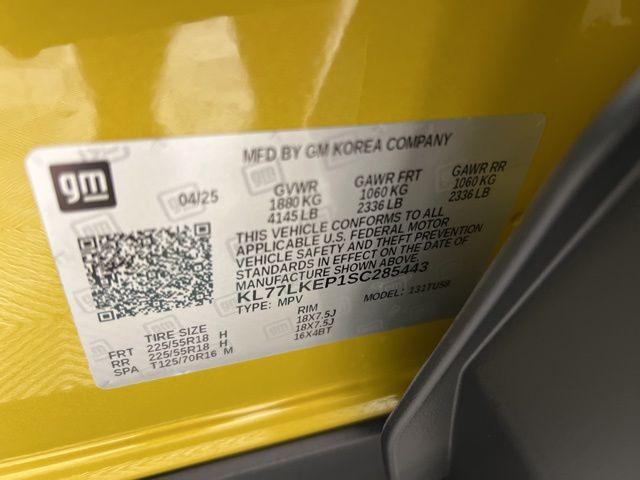 gm
MFD BY GM KOREA COMPANY
04/25
GVWR GAWR FRT GAWR RR
1880 KG 1060 KG 1060 KG
4145 LB 2336 LB 2336 LB
THIS VEHICLE CONFORMS TO ALL
APPLICABLE U.S. FEDERAL MOTOR
VEHICLE SAFETY AND THEFT PREVENTION
STANDARDS IN EFFECT ON THE DATE OF
MANUFACTURE SHOWN ABOVE.
KL77LKEP1SC285443
TYPE: MPV MODEL: 131TU58
TIRE SIZE RIM
FRT 225/55R18 H 18X7.5J
RR 225/55R18 H 18X7.5J
SPA T125/70R16 M 16X4BT